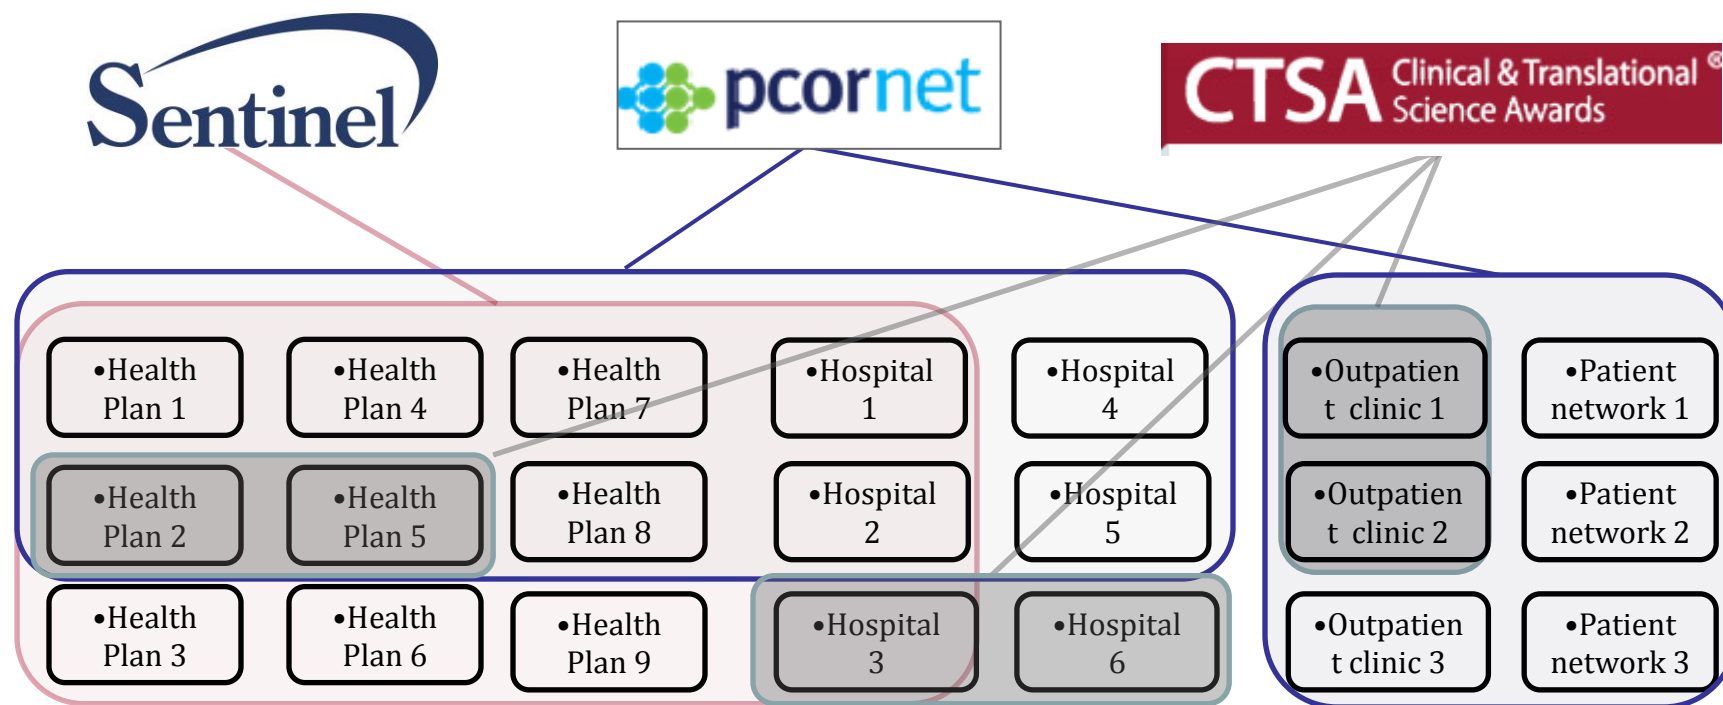 Sentinel
pcornet
CTSA Clinical & Translational ®
Science Awards
•Health
Plan 1
•Health
Plan 4
•Health
Plan 7
•Hospital
1
•Hospital
4
•Outpatien
t clinic 1
•Patient
network 1
•Health
Plan 2
•Health
Plan 5
•Health
Plan 8
•Hospital
2
•Hospital
5
•Outpatien
t clinic 2
•Patient
network 2
•Health
Plan 3
•Health
Plan 6
•Health
Plan 9
•Hospital
3
•Hospital
6
•Outpatien
t clinic 3
•Patient
network 3